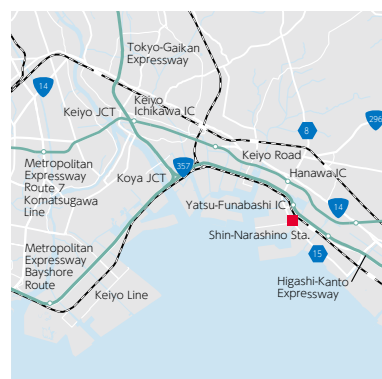 Tokyo-Gaikan
Expressway
14
Keiyo JCT
Keiyo
Ichikawa IC
296
8
Keiyo Road
Metropolitan
Expressway
Route 7
Komatsugawa
Line
357
Koya JCT
Hanawa JC
Yatsu-Funabashi IC
14
Shin-Narashino Sta.
Metropolitan
Expressway
Bayshore
Route
15
Keiyo Line
Higashi-Kanto
Expressway